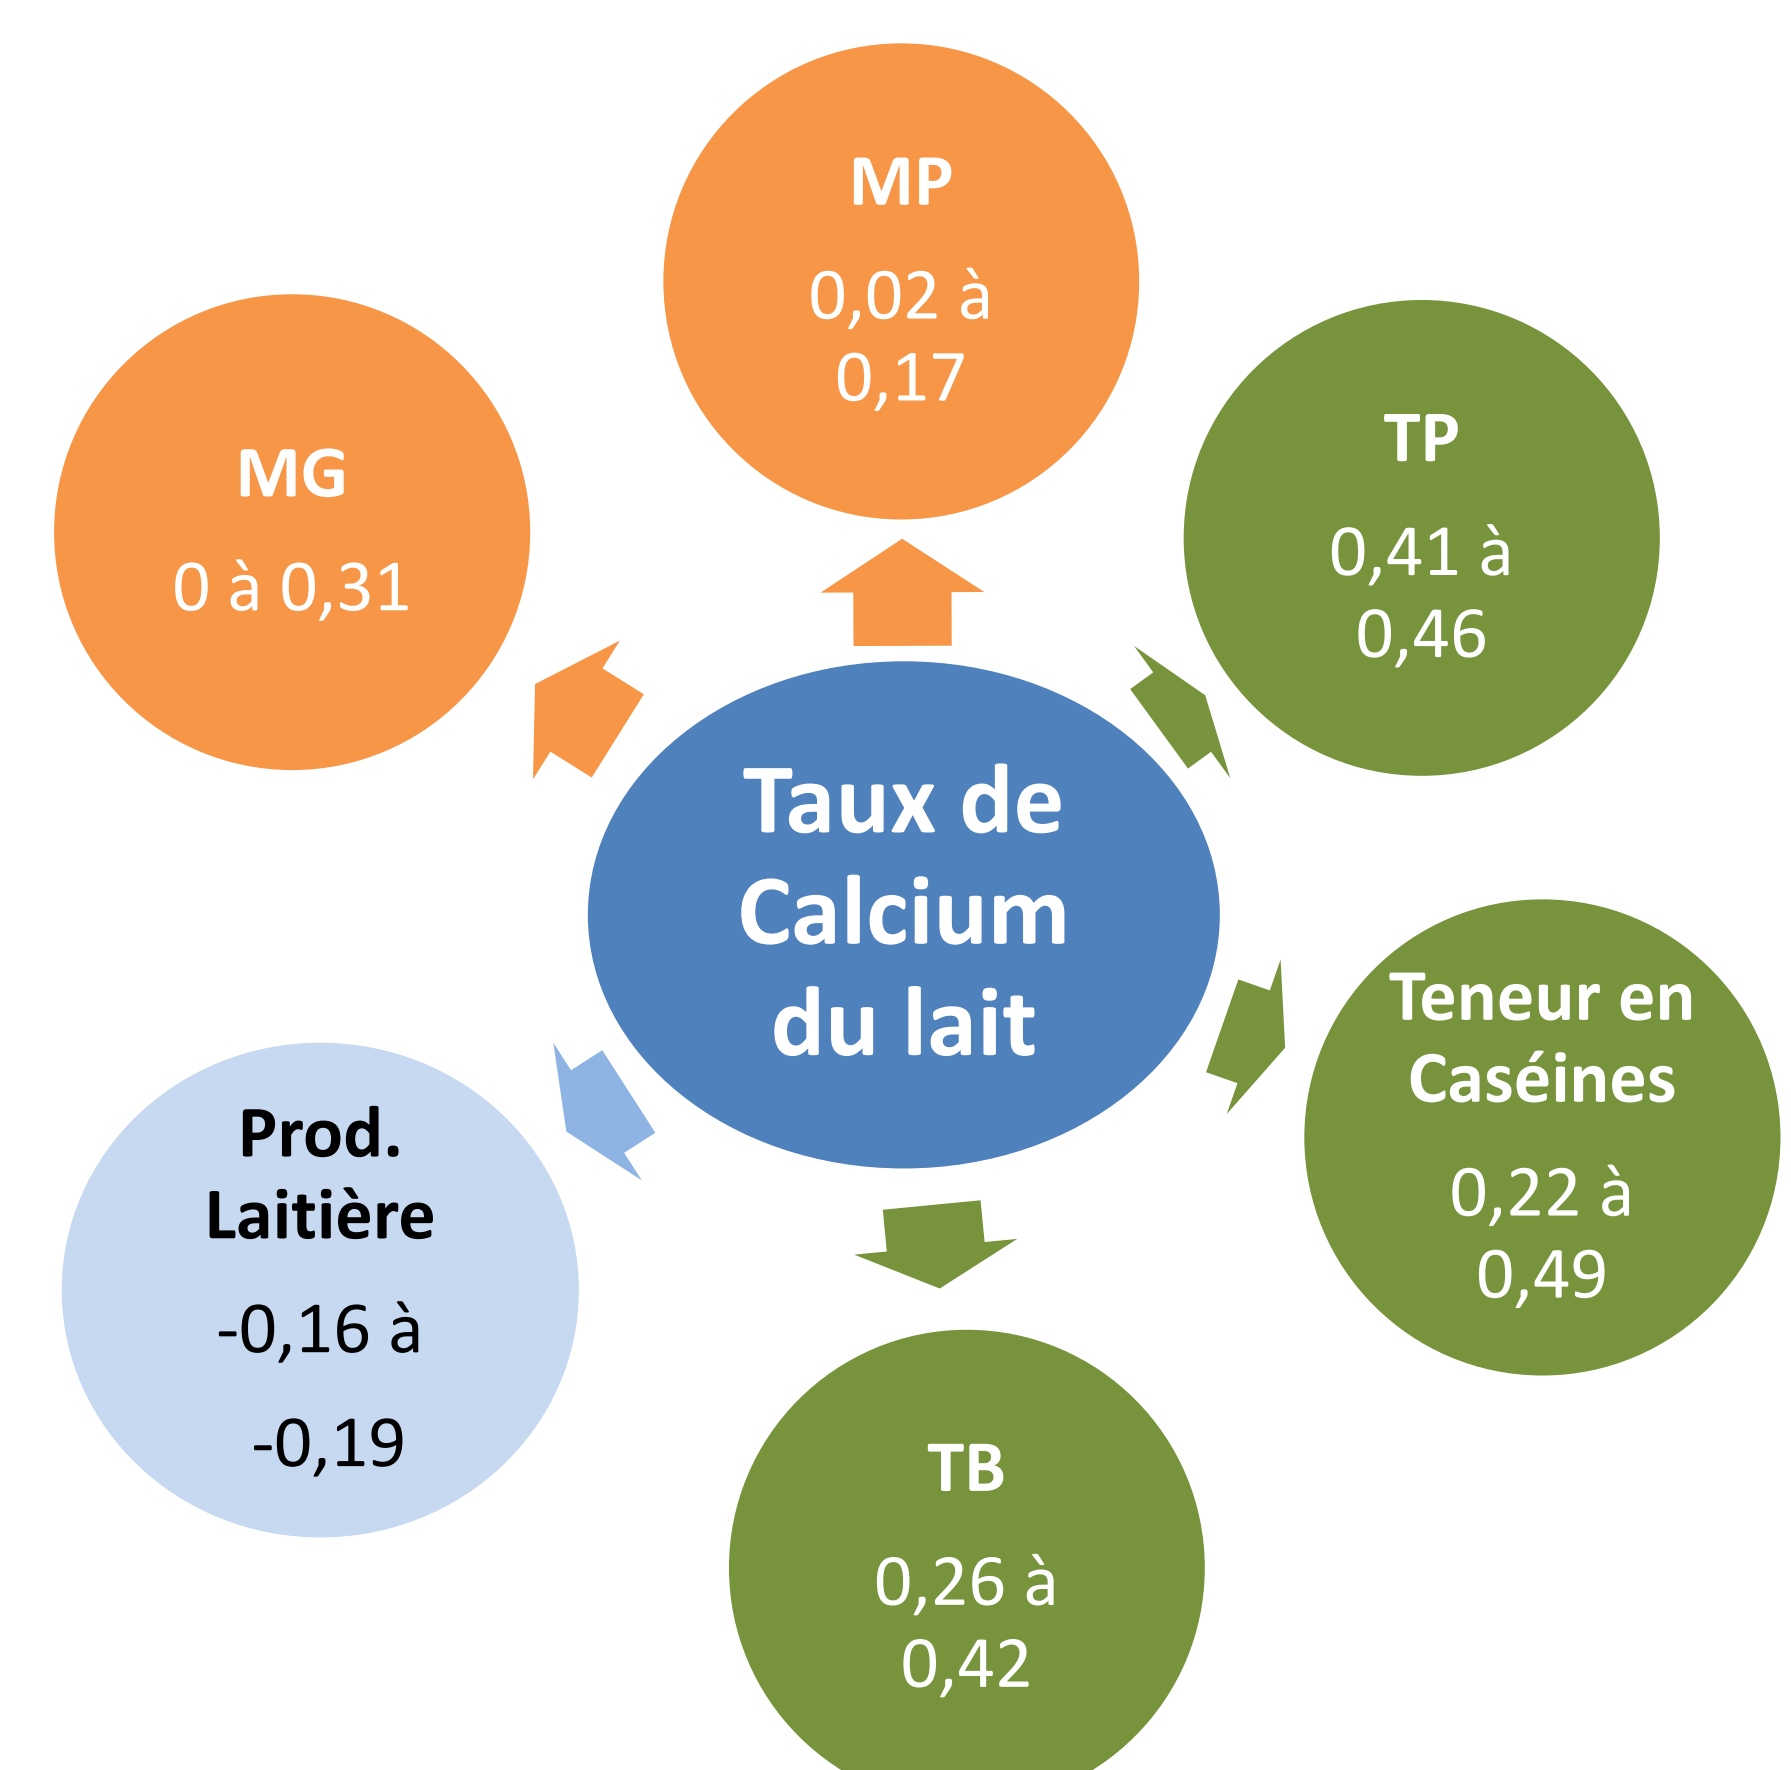 MP
0,02 à
0,17
MG
0 à 0,31
TP
0,41 à
0,46
Taux de
Calcium
du lait
Teneur en
Caséines
0,22 à
0,49
Prod.
Laitière
-0,16 à
-0,19
TB
0,26 à
0,42